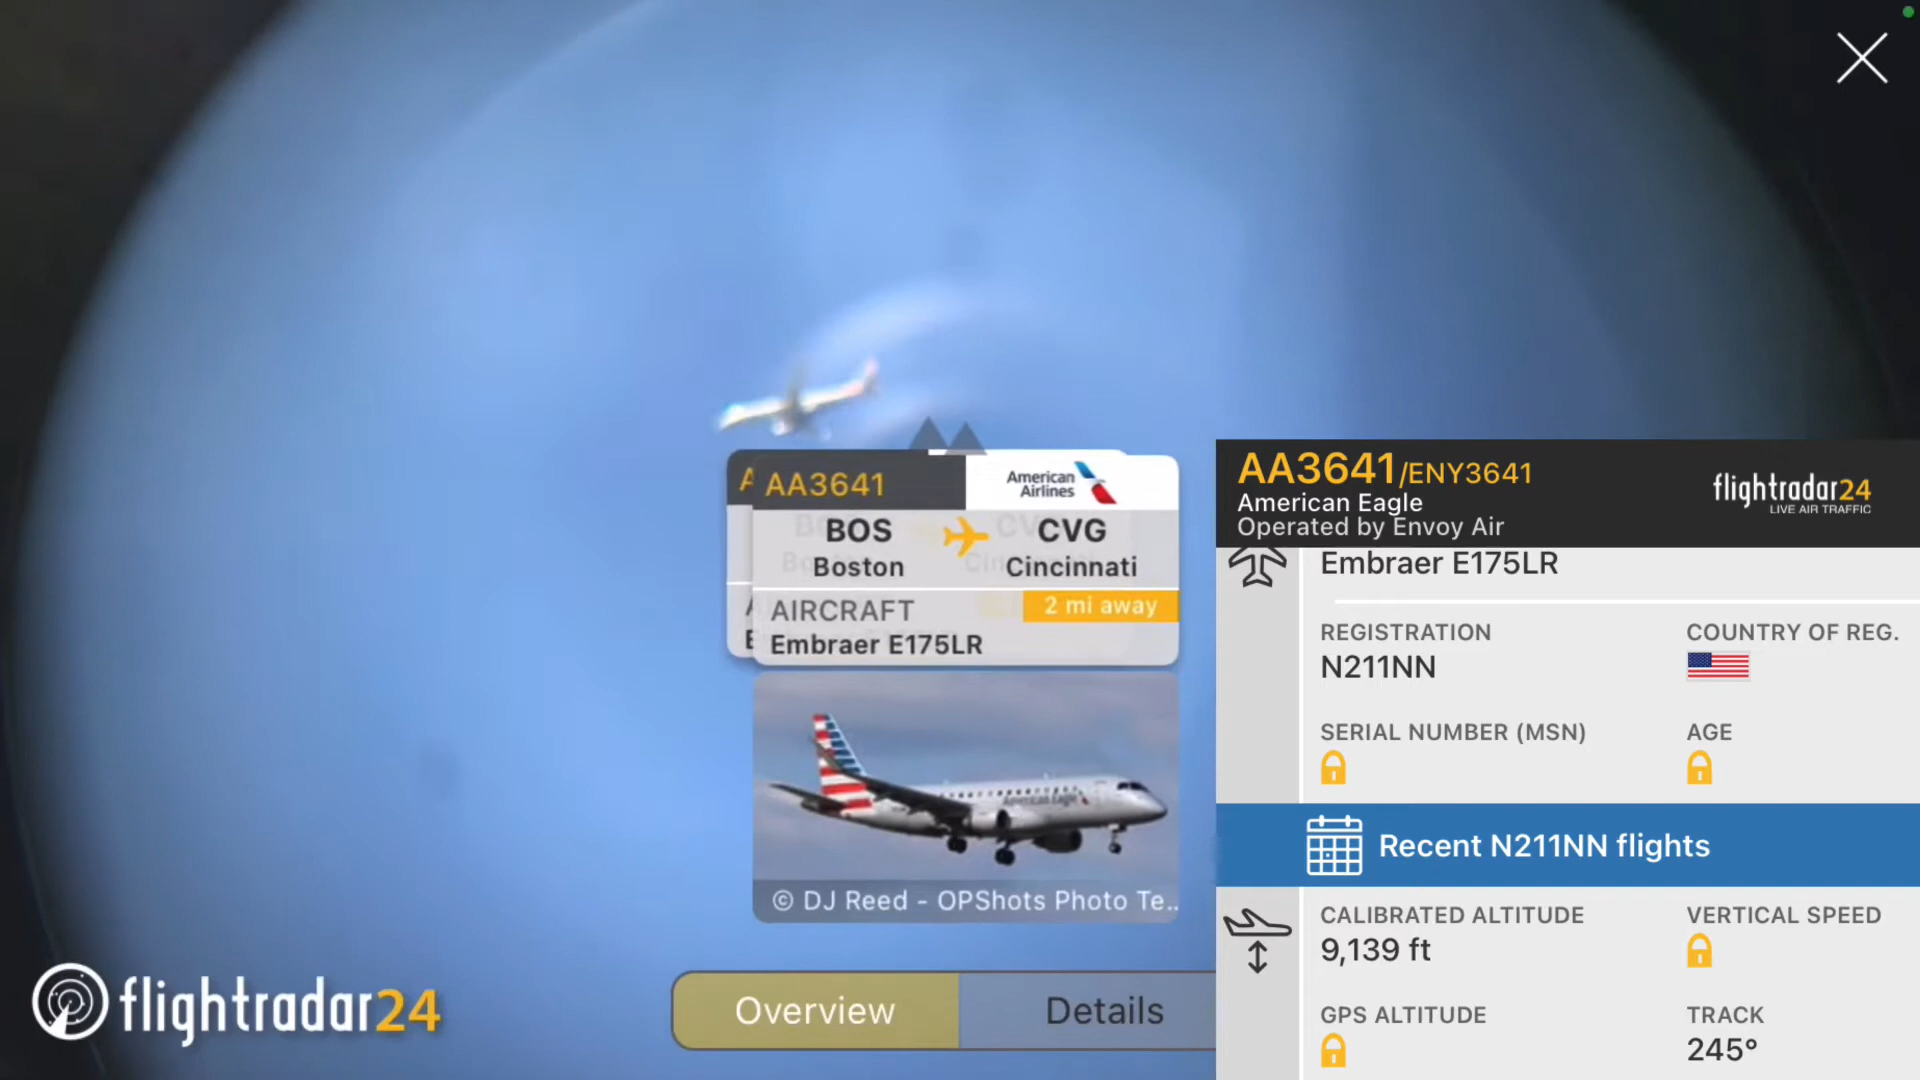 AA3641
American
Airlines
BOS
CVG
Boston
Cincinnati
AIRCRAFT
2 mi away
Embraer E175LR
American Eagle
© DJ Reed - OPShots Photo Te..
Overview
Details
flightradar24
AA3641/ENY3641
American Eagle
Operated by Envoy Air
flightradar24
LIVE AIR TRAFFIC
Embraer E175LR
REGISTRATION
COUNTRY OF REG.
N211NN
SERIAL NUMBER (MSN)
AGE
Recent N211NN flights
CALIBRATED ALTITUDE
VERTICAL SPEED
9,139 ft
GPS ALTITUDE
TRACK
245°